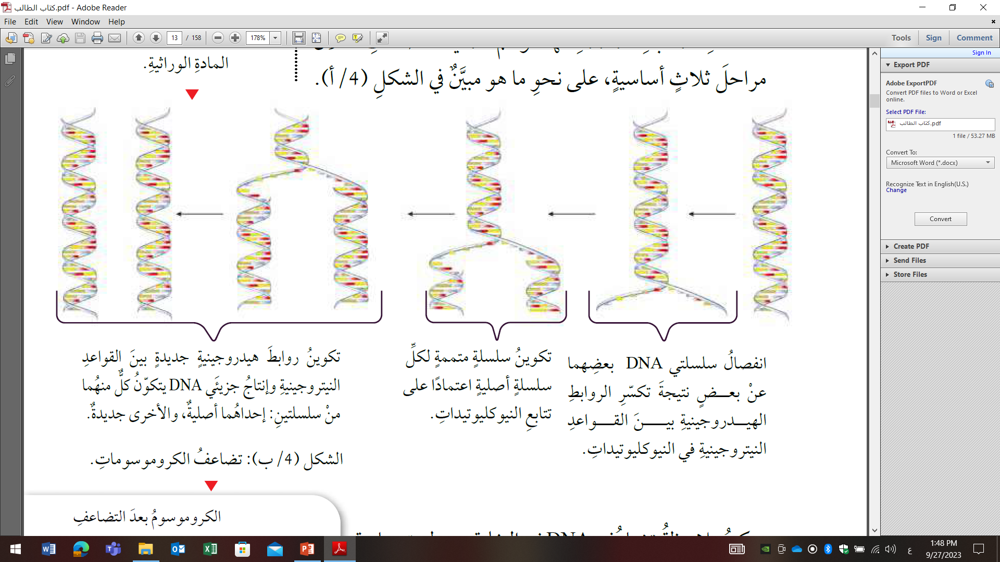 كتاب الطالب.pdf - Adobe Reader
File Edit View Window Help
13 / 158
178%
Tools Sign Comment
المادةِ الوراثيةِ.
مراحلَ ثلاثٍ أساسيةٍ، على نحوِ ما هو مبيَّنٌ في الشكلِ (4/ أ).
انفصالُ سلسلتي DNA بعضِهما
عنْ بعــضٍ نتيجةَ تكسّرِ الروابطِ
الهيــدروجينيةِ بيــــنَ القــــواعدِ
النيتروجينيةِ في النيوكليوتيداتِ.
تكوينُ سلسلةٍ متممةٍ لكلِّ
سلسلةٍ أصليةٍ اعتمادًا على
تتابعِ النيوكليوتيداتِ.
تكوينُ روابطَ هيدروجينيةٍ جديدةٍ بينَ القواعدِ
النيتروجينيةِ وإنتاجُ جزيئَي DNA يتكوّنُ كلٌّ منهُما
منْ سلسلتينِ: إحداهُما أصليةٌ، والأخرى جديدةٌ.
الشكل (4/ ب): تضاعفُ الكروموسوماتِ.
الكروموسومُ بعدَ التضاعفِ
Sign In
Export PDF
Adobe ExportPDF
Convert PDF files to Word or Excel
online.
Select PDF File:
كتاب الطالب.pdf
1 file / 53.27 MB
Convert To:
Microsoft Word (*.docx)
Recognize Text in English(U.S.)
Change
Convert
Create PDF
Send Files
Store Files
ع
1:48 PM
9/27/2023